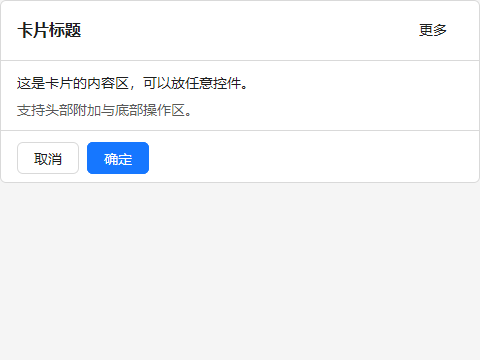 卡片标题
更多
这是卡片的内容区，可以放任意控件。
支持头部附加与底部操作区。
取消
确定